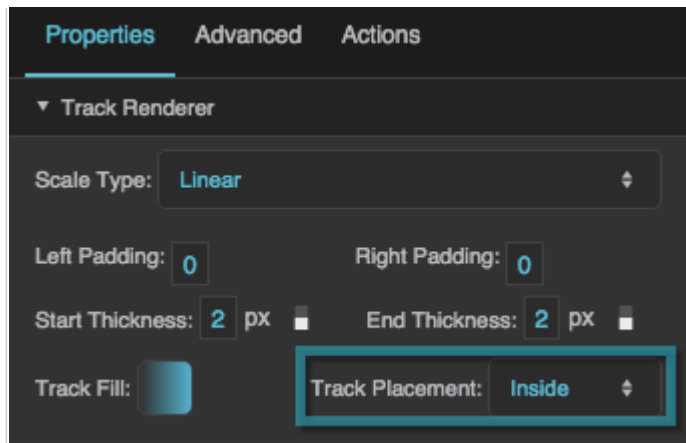 Properties Advanced Actions
Track Renderer
Scale Type: Linear
Left Padding: 0 Right Padding: 0
Start Thickness: 2 px End Thickness: 2 px
Track Fill: Track Placement: Inside